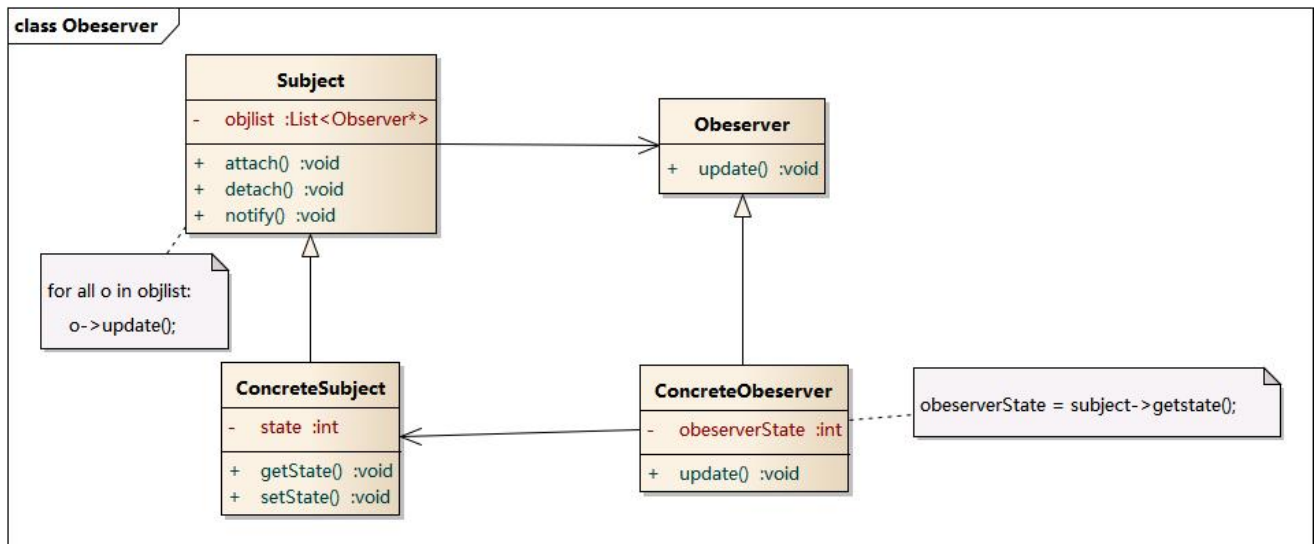 class Obeserver
Subject
- objlist :List<Observer*>
+ attach() :void
+ detach() :void
+ notify() :void
Obeserver
+ update() :void
for all o in objlist:
o->update();
ConcreteSubject
- state :int
+ getState() :void
+ setState() :void
ConcreteObeserver
- obeserverState :int
+ update() :void
obeserverState = subject->getstate();